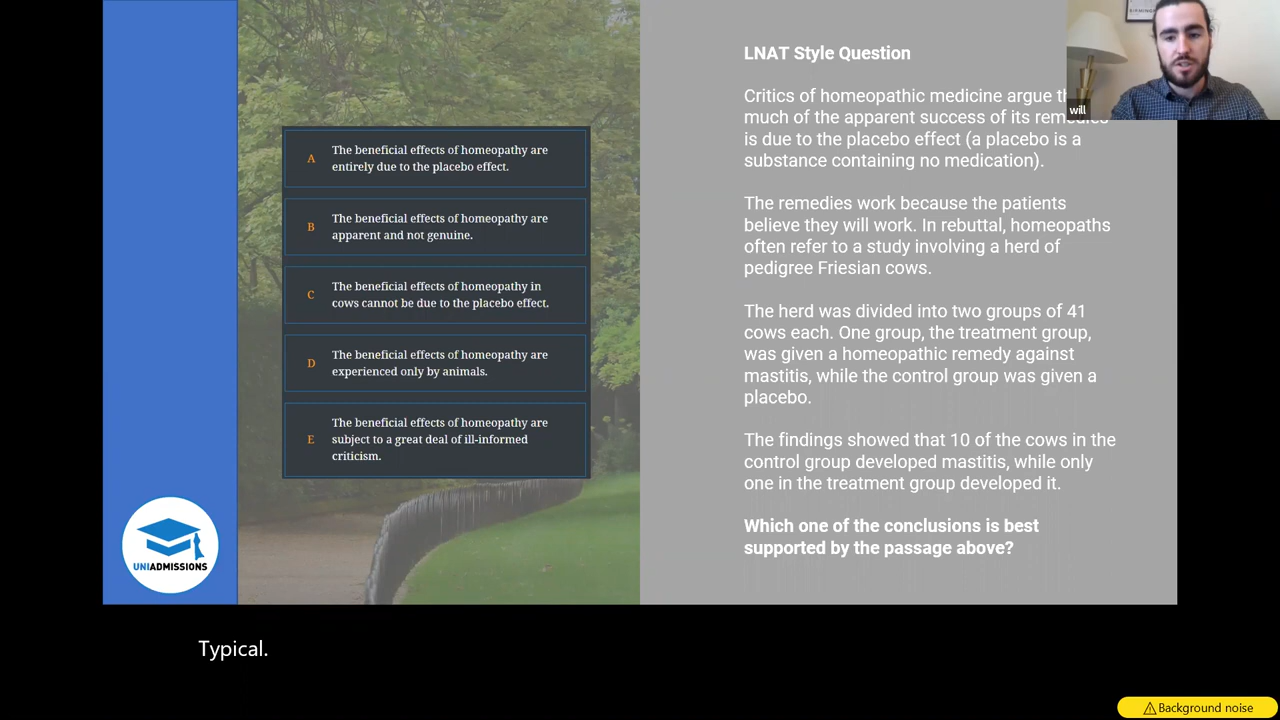 A
The beneficial effects of homeopathy are
entirely due to the placebo effect.
B
The beneficial effects of homeopathy are
apparent and not genuine.
C
The beneficial effects of homeopathy in
cows cannot be due to the placebo effect.
D
The beneficial effects of homeopathy are
experienced only by animals.
E
The beneficial effects of homeopathy are
subject to a great deal of ill-informed
criticism.
UNIADMISSIONS
LNAT Style Question
Critics of homeopathic medicine argue
much of the apparent success of its remedies
is due to the placebo effect (a placebo is a
substance containing no medication).
The remedies work because the patients
believe they will work. In rebuttal, homeopaths
often refer to a study involving a herd of
pedigree Friesian cows.
The herd was divided into two groups of 41
cows each. One group, the treatment group,
was given a homeopathic remedy against
mastitis, while the control group was given a
placebo.
The findings showed that 10 of the cows in the
control group developed mastitis, while only
one in the treatment group developed it.
Which one of the conclusions is best
supported by the passage above?
will
Typical.
Background noise